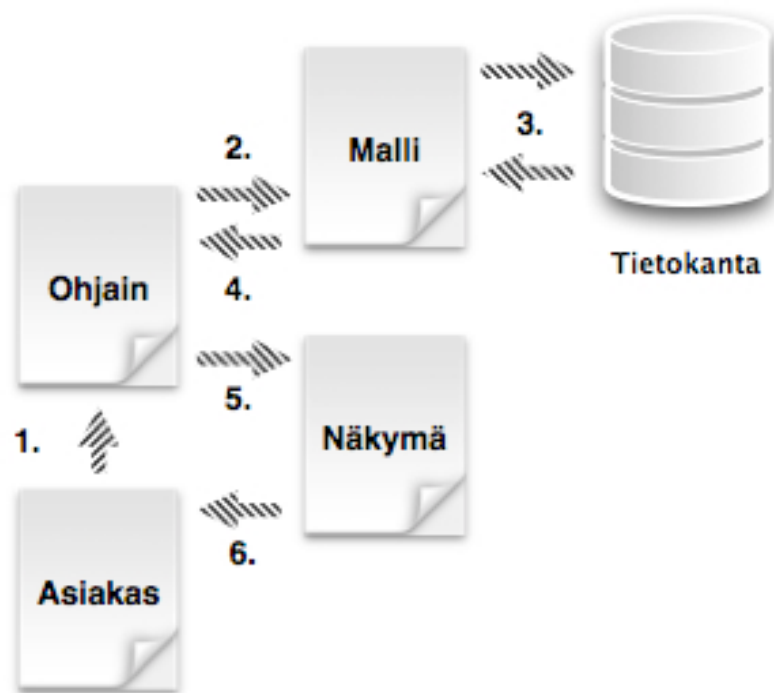 Malli
3.
Tietokanta
2.
Ohjain
4.
5.
Näkymä
1.
6.
Asiakas